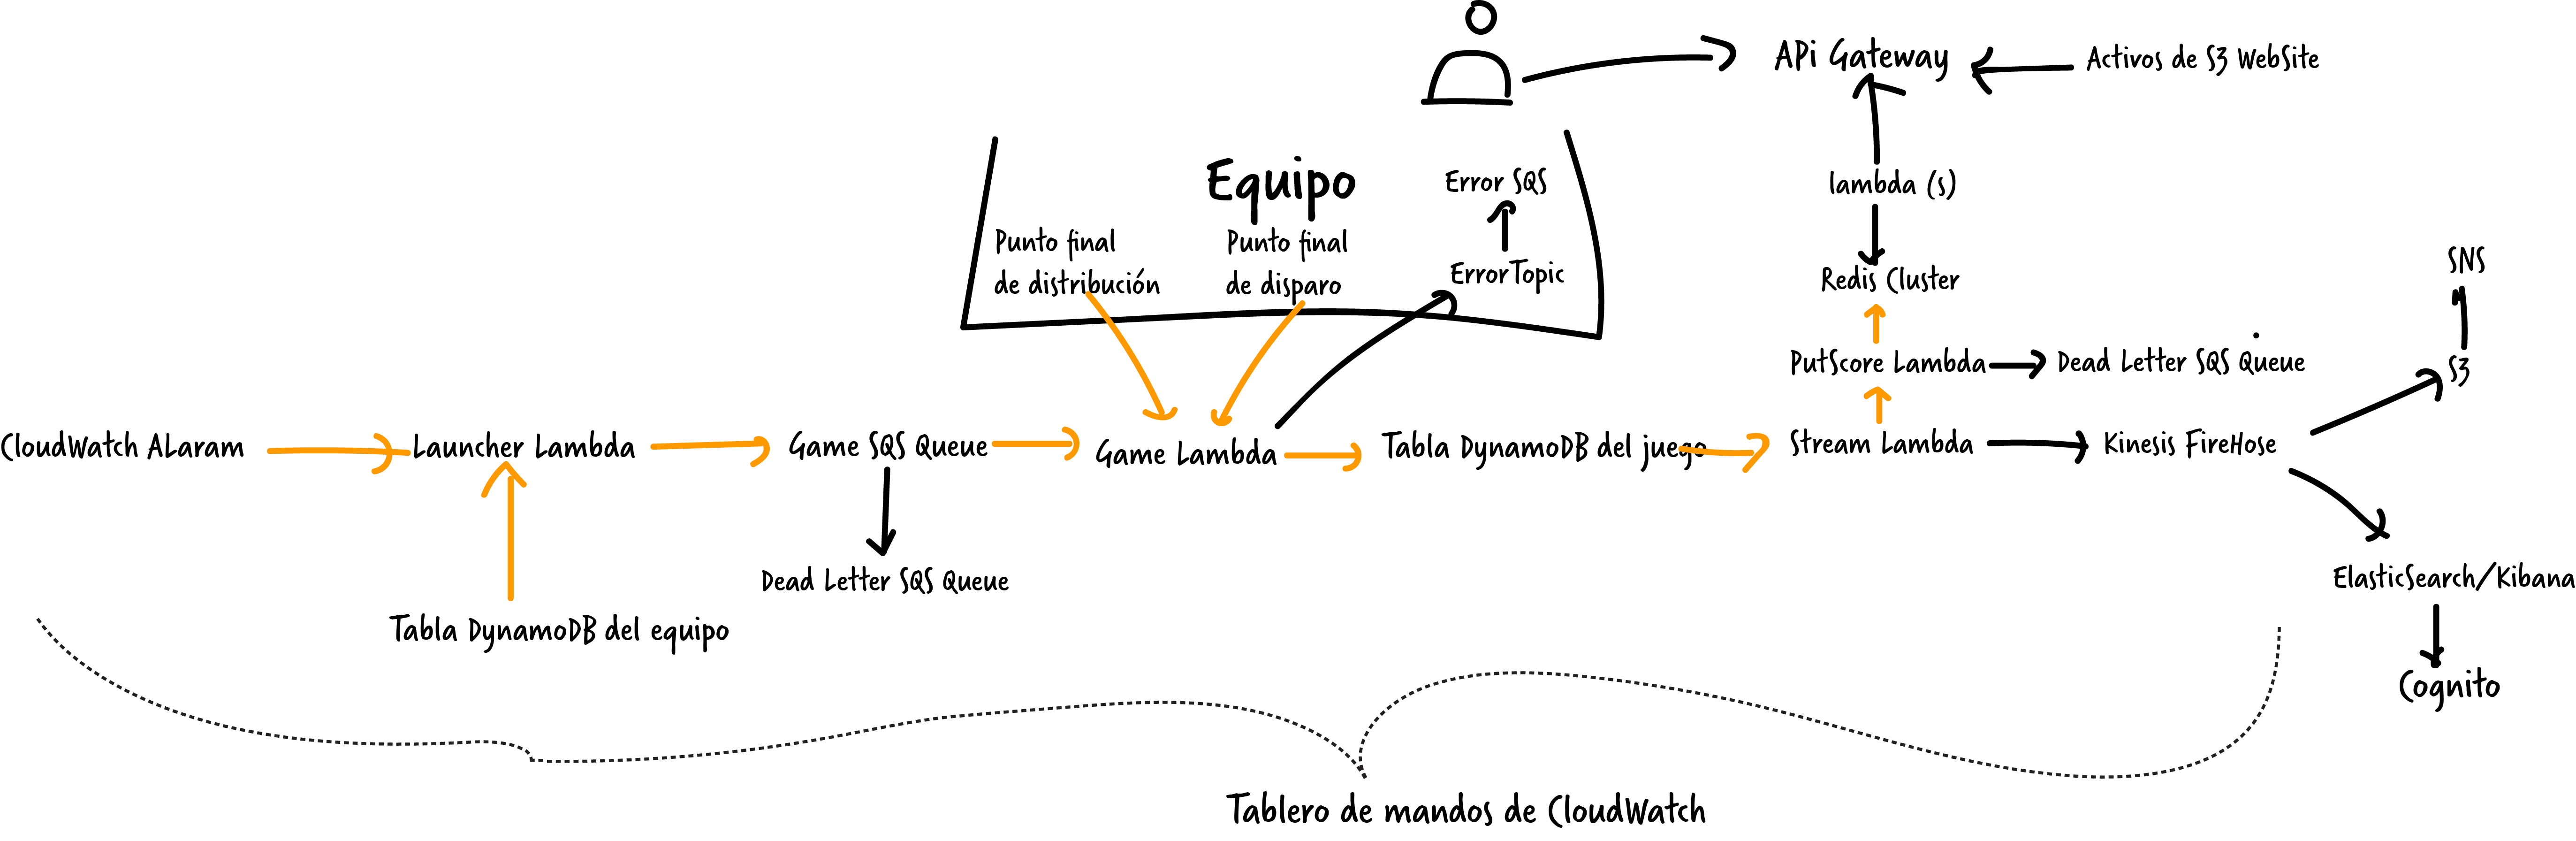 APi Gateway
Activos de S3 WebSite
Equipo
Error SQS
lambda (s)
Punto final
de distribución
Punto final
de disparo
ErrorTopic
Redis Cluster
SNS
PutScore Lambda
Dead Letter SQS Queue
S3
CloudWatch ALaram
Launcher Lambda
Game SQS Queue
Game Lambda
Tabla DynamoDB del juego
Stream Lambda
Kinesis FireHose
Dead Letter SQS Queue
ElasticSearch/Kibana
Tabla DynamoDB del equipo
Cognito
Tablero de mandos de CloudWatch